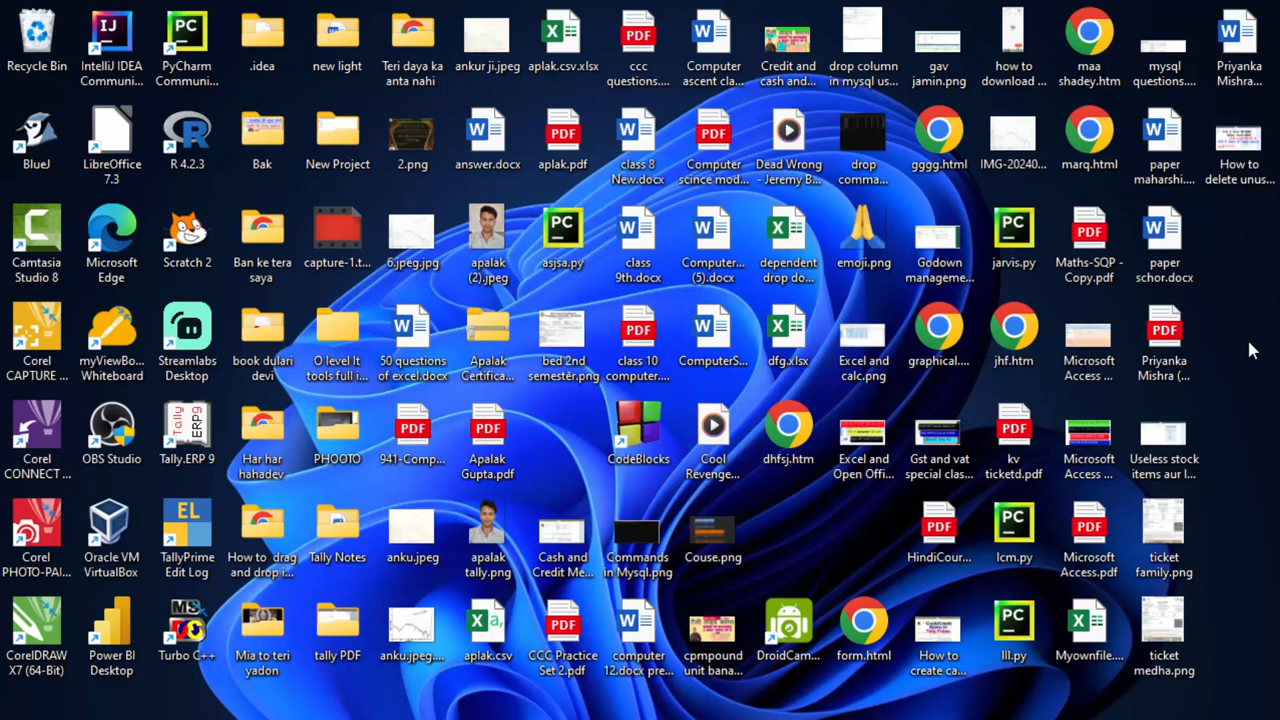 Recycle Bin
IntelliJ IDEA
Communi...
PyCharm
Communi...
.idea
new light
Teri daya ka
kanta nahi
ankur ji.jpeg
aplak.csv.xlsx
ccc
questions....
Computer
ascent cla...
Credit and
cash and...
drop column
in mysql us...
gav
jamin.png
how to
download ...
maa
shadey.htm
mysql
questions....
Priyanka
Mishra...
BlueJ
LibreOffice
7.3
R 4.2.3
Bak
New Project
2.png
answer.docx
aplak.pdf
class 8
New.docx
Computer
scince mod...
Dead Wrong
- Jeremy B...
drop
comma...
gggg.html
IMG-20240...
marq.html
paper
maharshi....
How to
delete unus...
Camtasia
Studio 8
Microsoft
Edge
Scratch 2
Ban ke tera
saya
capture-1.t...
6.jpeg.jpg
apalak
(2).jpeg
asjsa.py
class
9th.docx
Computer...
(5).docx
dependent
drop do...
emoji.png
Godown
manageme...
jarvis.py
Maths-SQP -
Copy.pdf
paper
schor.docx
Corel
CAPTURE ...
myViewBo...
Whiteboard
Streamlabs
Desktop
book dulari
devi
O level It
tools full i...
50 questions
of excel.docx
Apalak
Certifica...
bed 2nd
semester.png
class 10
computer....
ComputerS...
dfg.xlsx
Excel and
calc.png
graphical....
jhf.htm
Microsoft
Access ...
Priyanka
Mishra (...
Corel
CONNECT ...
OBS Studio
Tally.ERP 9
Har har
hahadev
PHOOTO
941-Comp...
Apalak
Gupta.pdf
CodeBlocks
Cool
Revenge...
dhfsj.htm
Excel and
Open Offi...
Gst and vat
special clas...
kv
ticketd.pdf
Microsoft
Access ...
Useless stock
items aur I...
Corel
PHOTO-PAI...
Oracle VM
VirtualBox
TallyPrime
Edit Log
How to drag
and drop i...
Tally Notes
anku.jpeg
apalak
tally.png
Cash and
Credit Me...
Commands
in Mysql.png
Couse.png
HindiCour...
lcm.py
Microsoft
Access.pdf
ticket
family.png
CorelDRAW
X7 (64-Bit)
Power BI
Desktop
Turbo C++
Mia to teri
yadon
tally PDF
anku.jpeg....
aplak.csv
CCC Practice
Set 2.pdf
computer
12.docx pre...
cpmpound
unit bana...
DroidCam...
form.html
How to
create ca...
lll.py
Myownfile....
ticket
medha.png